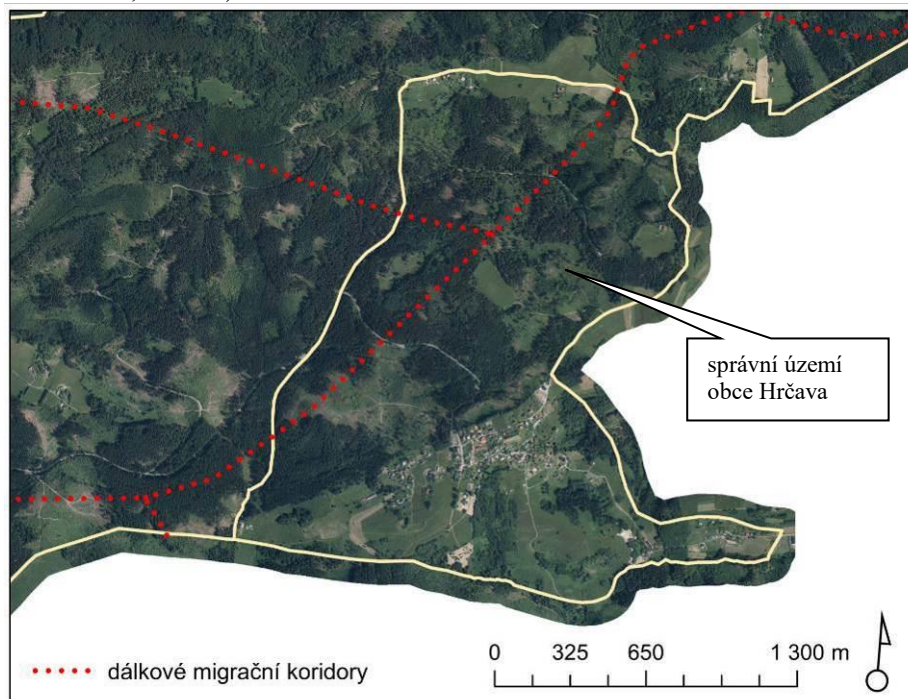 správní území
obce Hrčava
dálkové migrační koridory
0 325 650 1 300 m